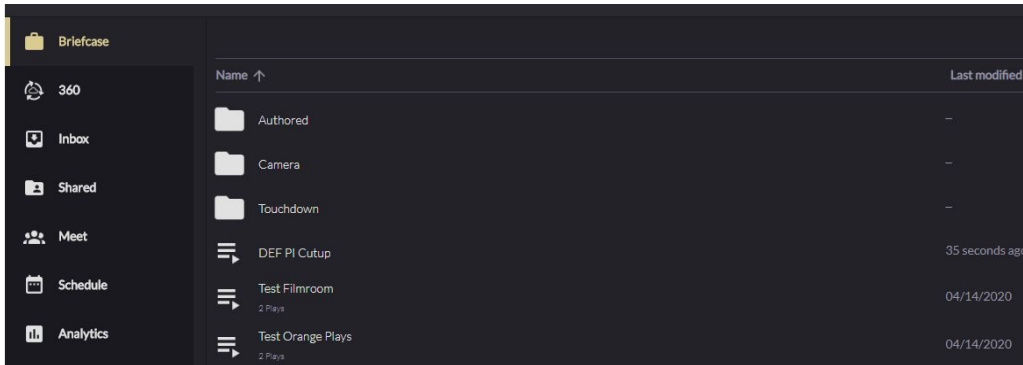 Briefcase
360
Inbox
Shared
Meet
Schedule
Analytics
Name Last modified
Authored –
Camera –
Touchdown –
DEF PI Cutup 35 seconds ago
Test Filmroom 04/14/2020
2 Plays
Test Orange Plays 04/14/2020
2 Plays